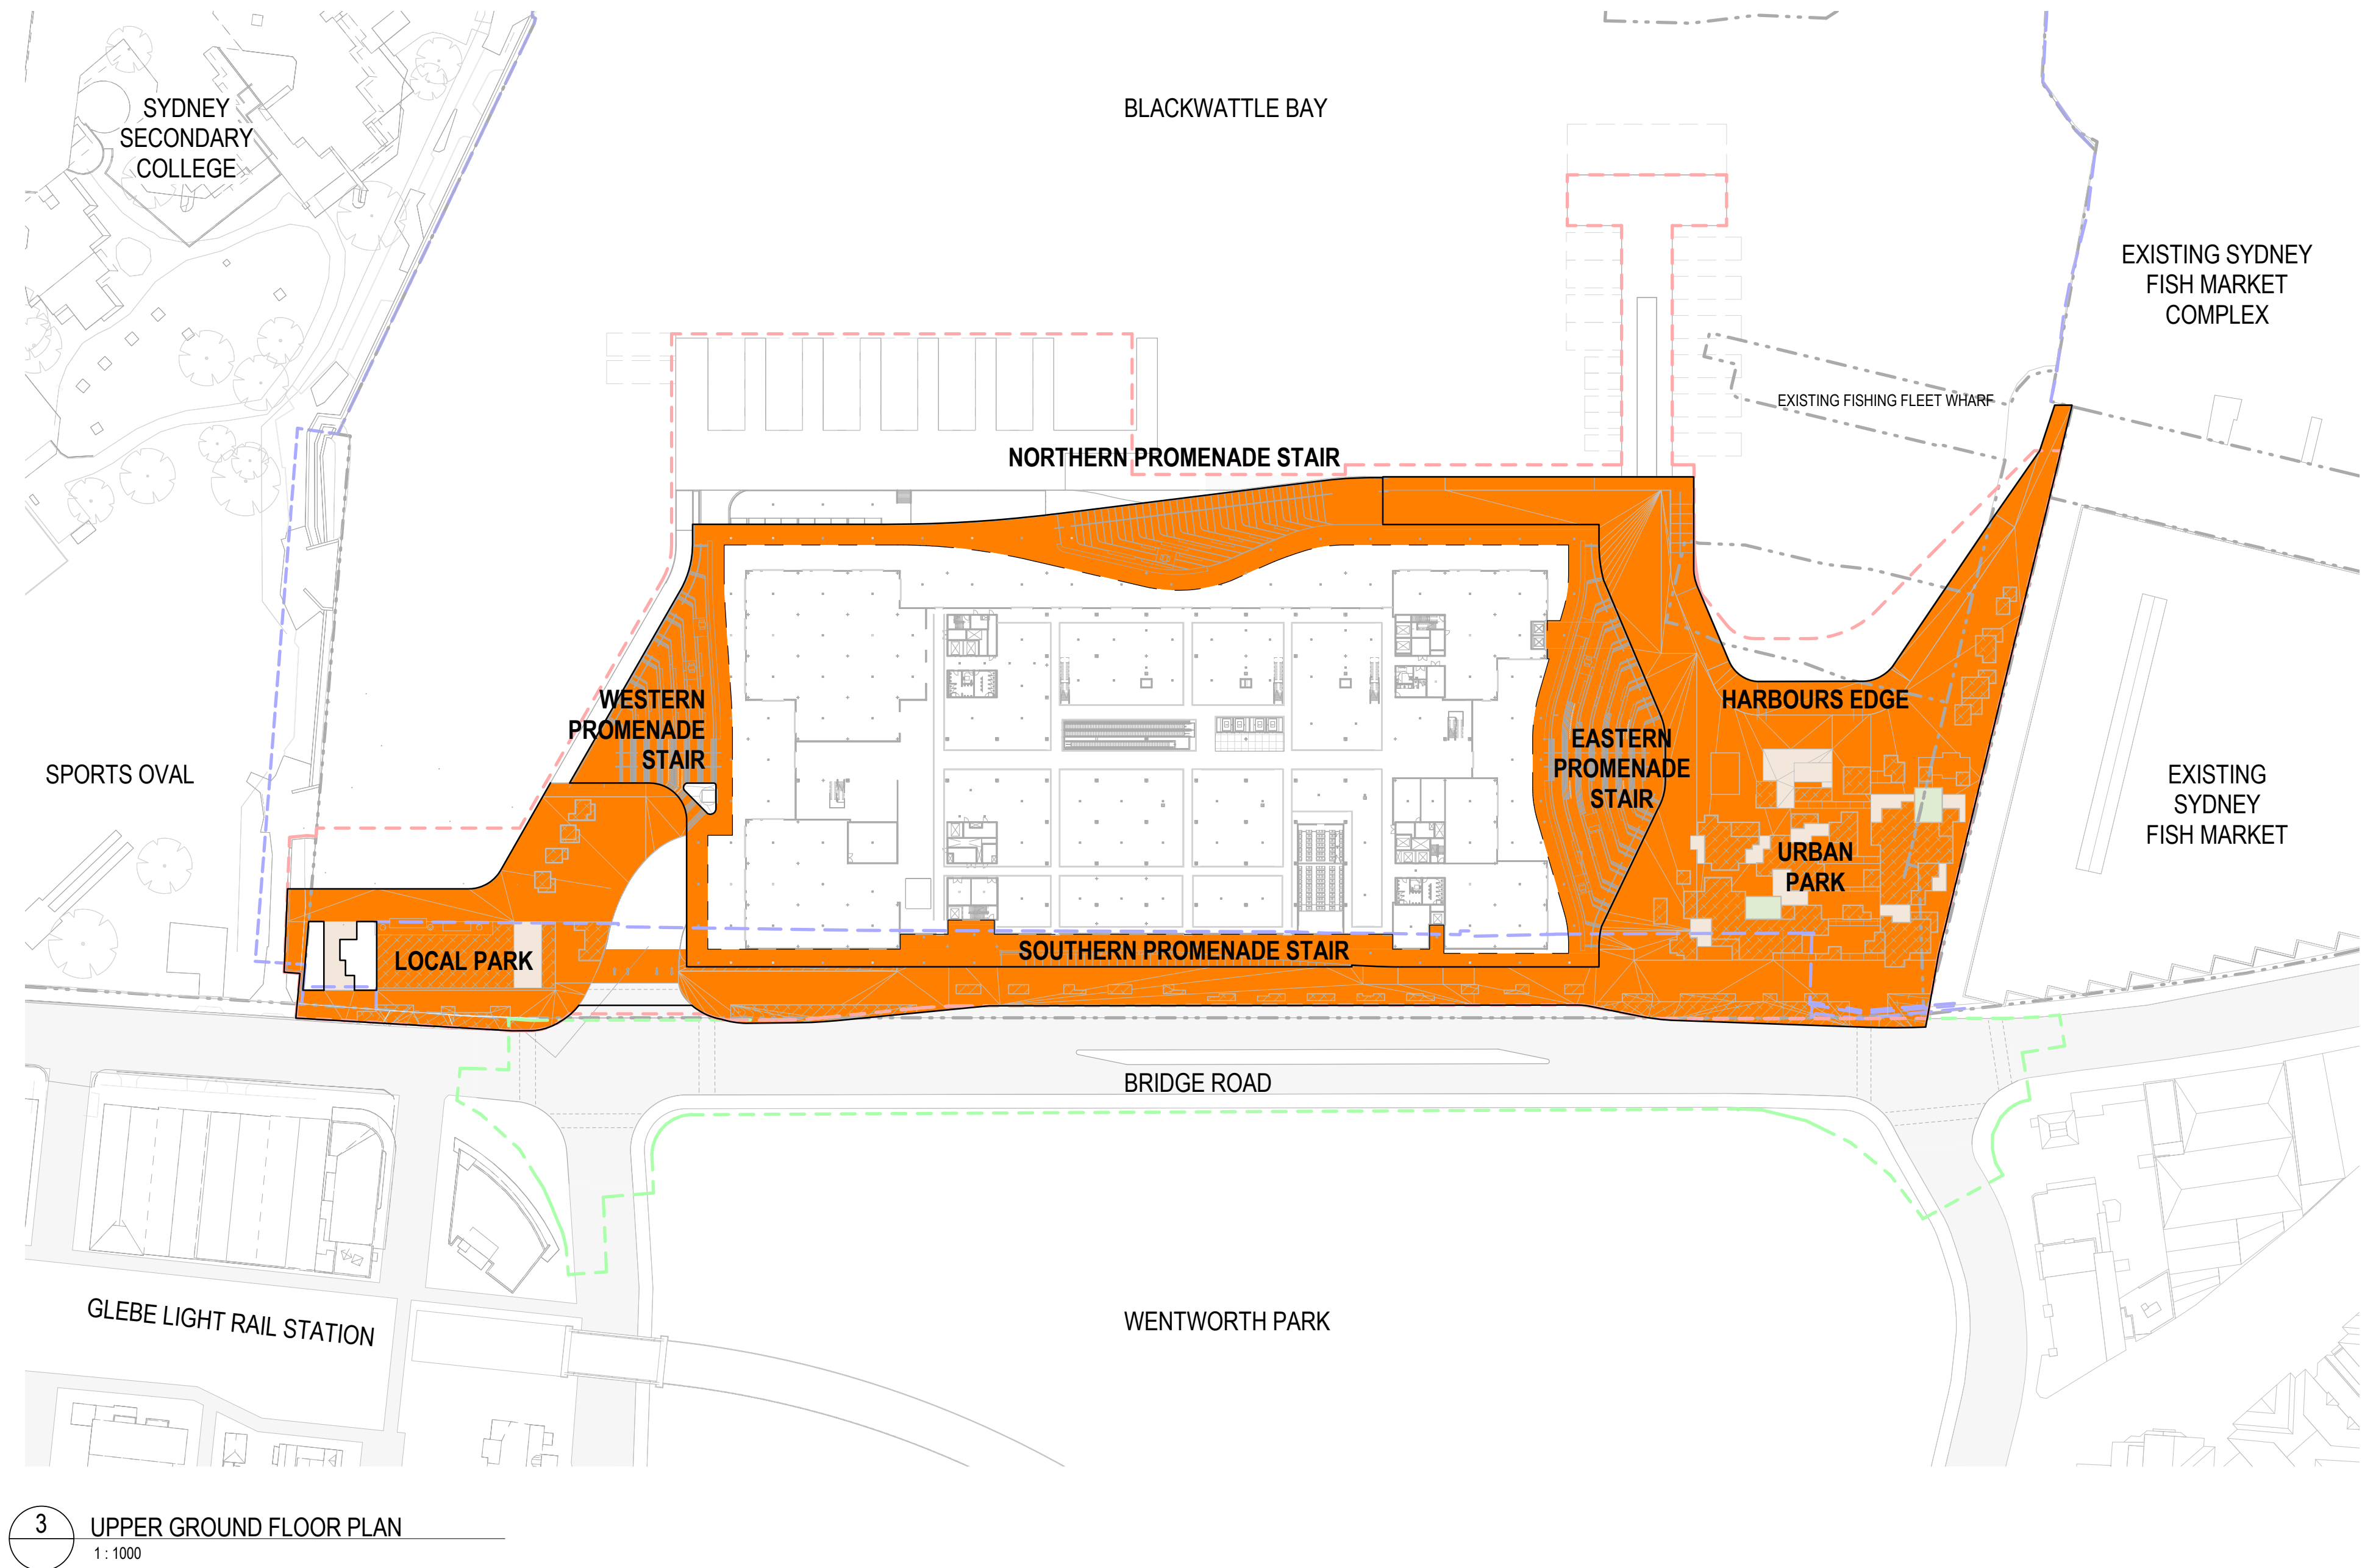 SYDNEY
SECONDARY
COLLEGE
BLACKWATTLE BAY
EXISTING SYDNEY
FISH MARKET
COMPLEX
EXISTING FISHING FLEET WHARF
NORTHERN PROMENADE STAIR
WESTERN
PROMENADE
STAIR
HARBOURS EDGE
EASTERN
PROMENADE
STAIR
SPORTS OVAL
EXISTING
SYDNEY
FISH MARKET
URBAN
PARK
SOUTHERN PROMENADE STAIR
LOCAL PARK
BRIDGE ROAD
GLEBE LIGHT RAIL STATION
WENTWORTH PARK
3
UPPER GROUND FLOOR PLAN
1 : 1000